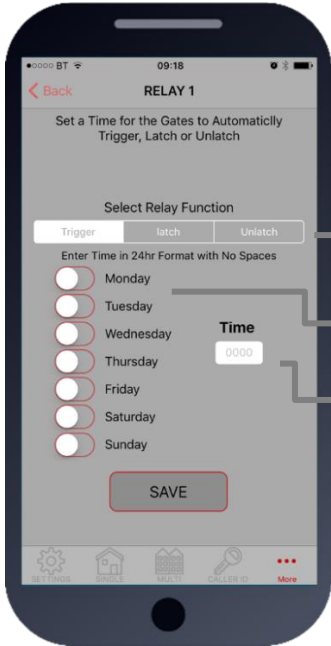 BT 09:18
Back RELAY 1
Set a Time for the Gates to Automaticlly
Trigger, Latch or Unlatch
Select Relay Function
Trigger latch Unlatch
Enter Time in 24hr Format with No Spaces
Monday
Tuesday
Wednesday
Thursday
Friday
Saturday
Sunday
Time
0000
SAVE
SETTINGS SINGLE MULTI CALLER ID More